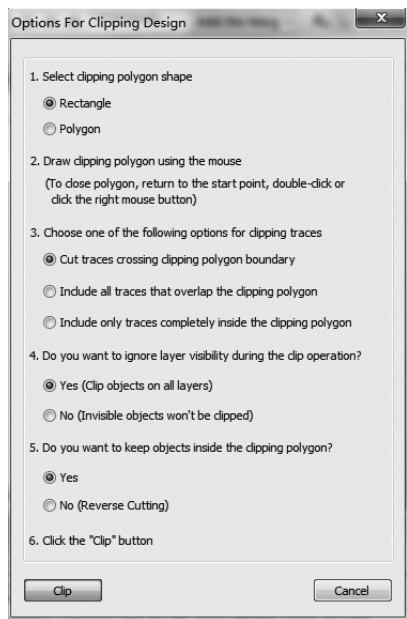 Options For Clipping Design
X
1. Select clipping polygon shape
Rectangle
Polygon
2. Draw clipping polygon using the mouse
(To close polygon, return to the start point, double-click or
click the right mouse button)
3. Choose one of the following options for clipping traces
Cut traces crossing clipping polygon boundary
Include all traces that overlap the clipping polygon
Include only traces completely inside the clipping polygon
4. Do you want to ignore layer visibility during the clip operation?
Yes (Clip objects on all layers)
No (Invisible objects won't be clipped)
5. Do you want to keep objects inside the clipping polygon?
Yes
No (Reverse Cutting)
6. Click the "Clip" button
Clip Cancel